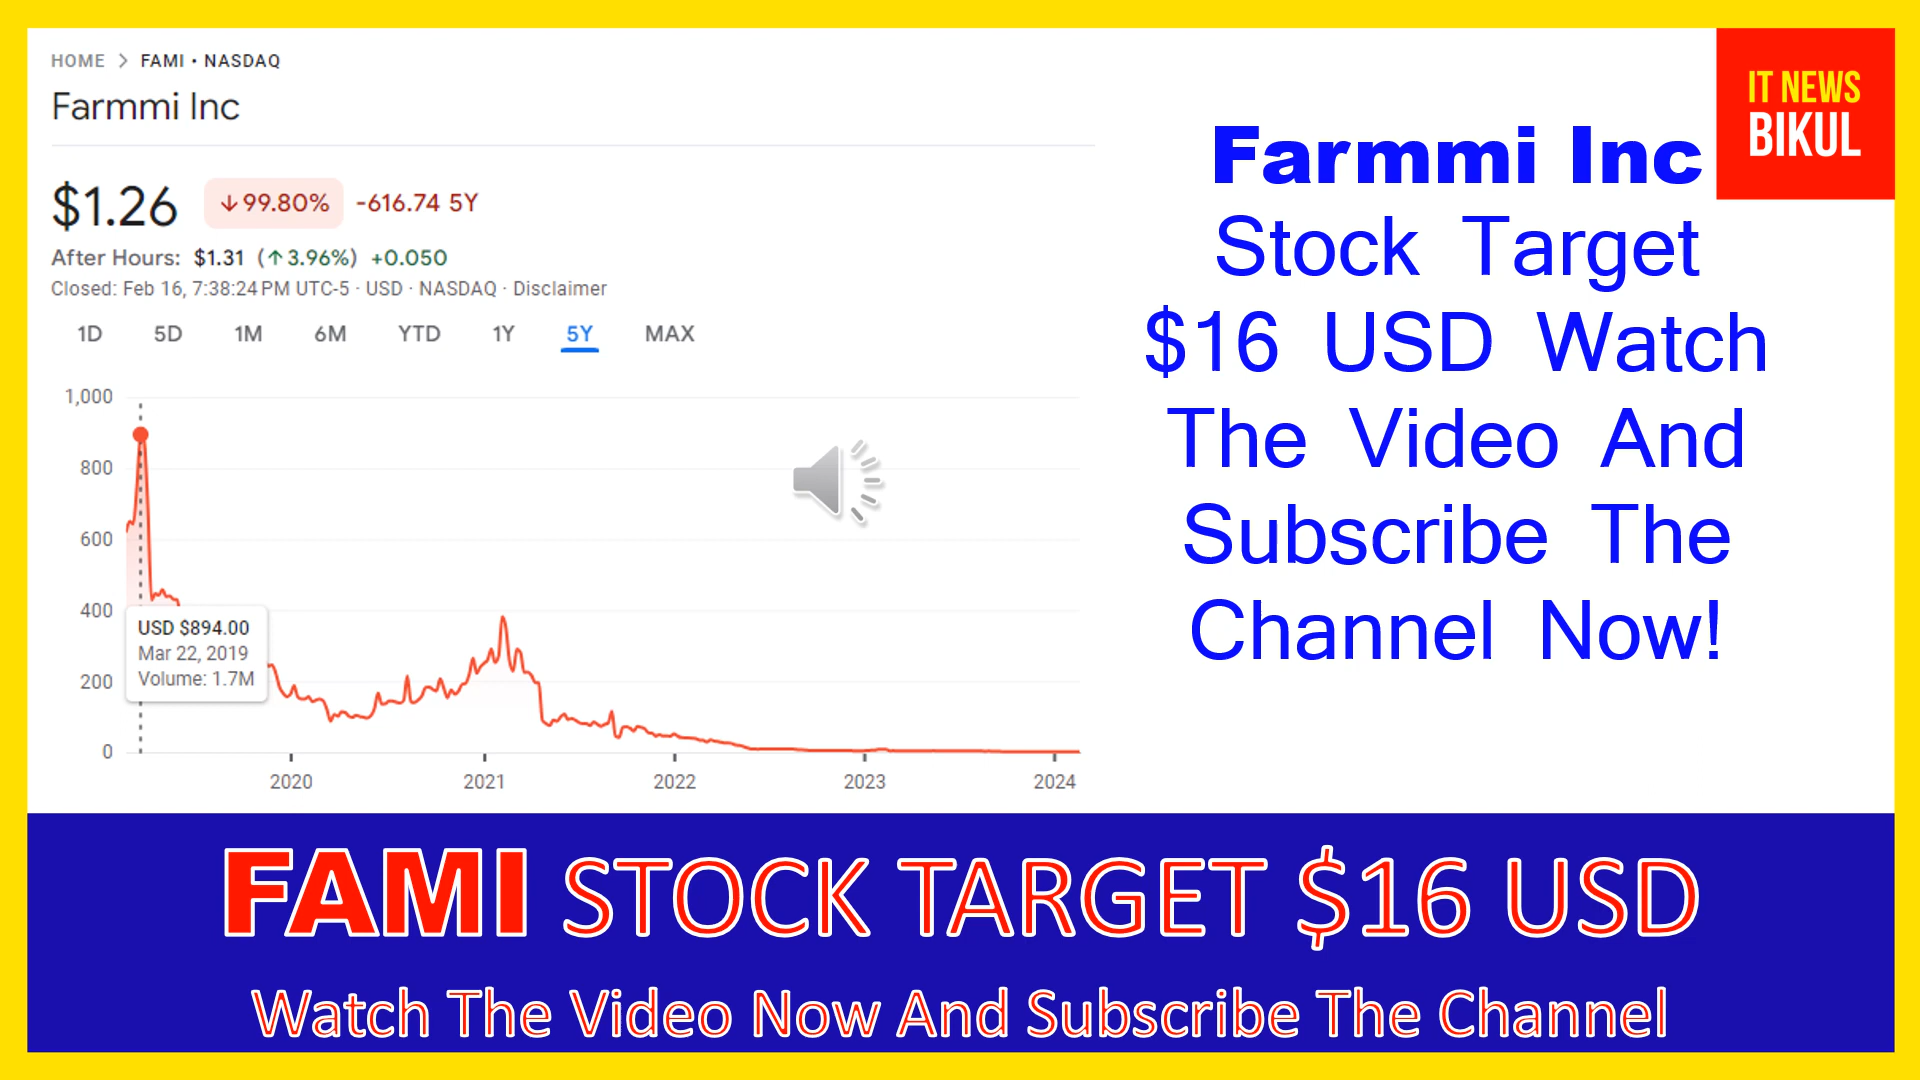 HOME > FAMI • NASDAQ
Farmmi Inc
$1.26 ↓99.80% -616.74 5Y
After Hours: $1.31 (↑3.96%) +0.050
Closed: Feb 16, 7:38:24 PM UTC-5 · USD · NASDAQ · Disclaimer
1D 5D 1M 6M YTD 1Y 5Y MAX
1,000
800
600
400
200
0
USD $894.00
Mar 22, 2019
Volume: 1.7M
2020 2021 2022 2023 2024
IT NEWS
BIKUL
Farmmi Inc
Stock Target
$16 USD Watch
The Video And
Subscribe The
Channel Now!
FAMI STOCK TARGET $16 USD
Watch The Video Now And Subscribe The Channel